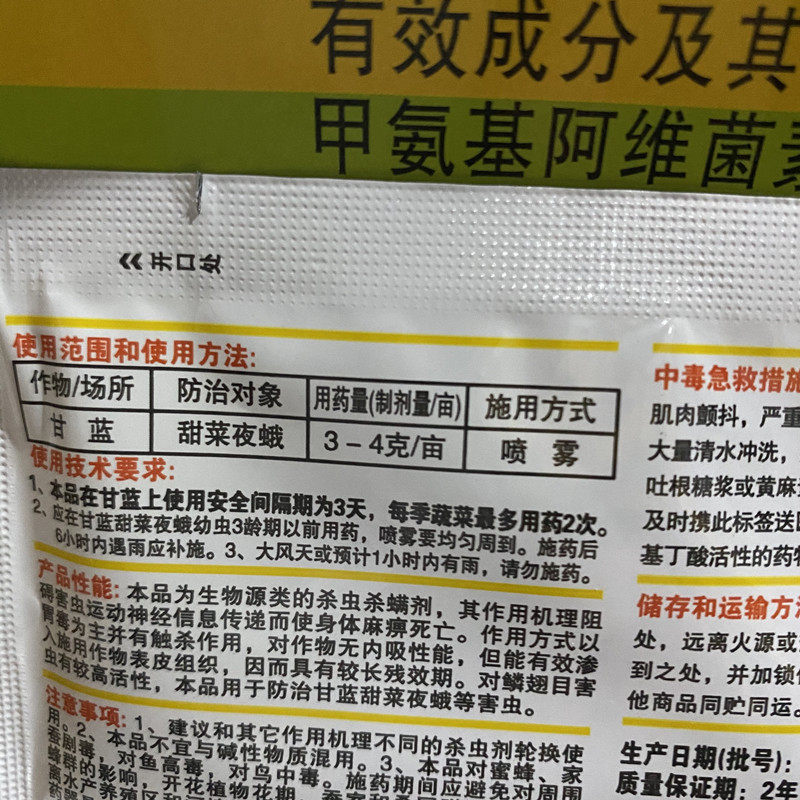 有效成分及其
甲氨基阿维菌素
开口处
使用范围和使用方法:
作物/场所 防治对象 用药量(制剂量/亩) 施用方式
甘 蓝 甜菜夜蛾 3－4克/亩 喷 雾
使用技术要求:
1、本品在甘蓝上使用安全间隔期为3天，每季蔬菜最多用药2次。
2、应在甘蓝甜菜夜蛾幼虫3龄期以前用药，喷雾要均匀周到。施药后
6小时内遇雨应补施。3、大风天或预计1小时内有雨，请勿施药。
产品性能: 本品为生物源类的杀虫杀螨剂，其作用机理阻
碍害虫运动神经信息传递而使身体麻痹死亡。作用方式以
胃毒为主并有触杀作用，对作物无内吸性能，但能有效渗
入施用作物表皮组织，因而具有较长残效期。对鳞翅目害
虫有较高活性，本品用于防治甘蓝甜菜夜蛾等害虫。
注意事项: 1、建议和其它作用机理不同的杀虫剂轮换使
用。2、本品不宜与碱性物质混用。3、本品对蜜蜂、家
蚕剧毒，对鱼高毒，对鸟中毒。施药期间应避免对周围
蜂群的影响，开花植物花期、
离水产养殖区
中毒急救措施
肌肉颤抖，严重
大量清水冲洗，
吐根糖浆或黄麻
及时携此标签送
基丁酸活性的药物
储存和运输方法
处，远离火源或
到之处，并加锁
他商品同贮同运。
生产日期(批号):
质量保证期: 2年